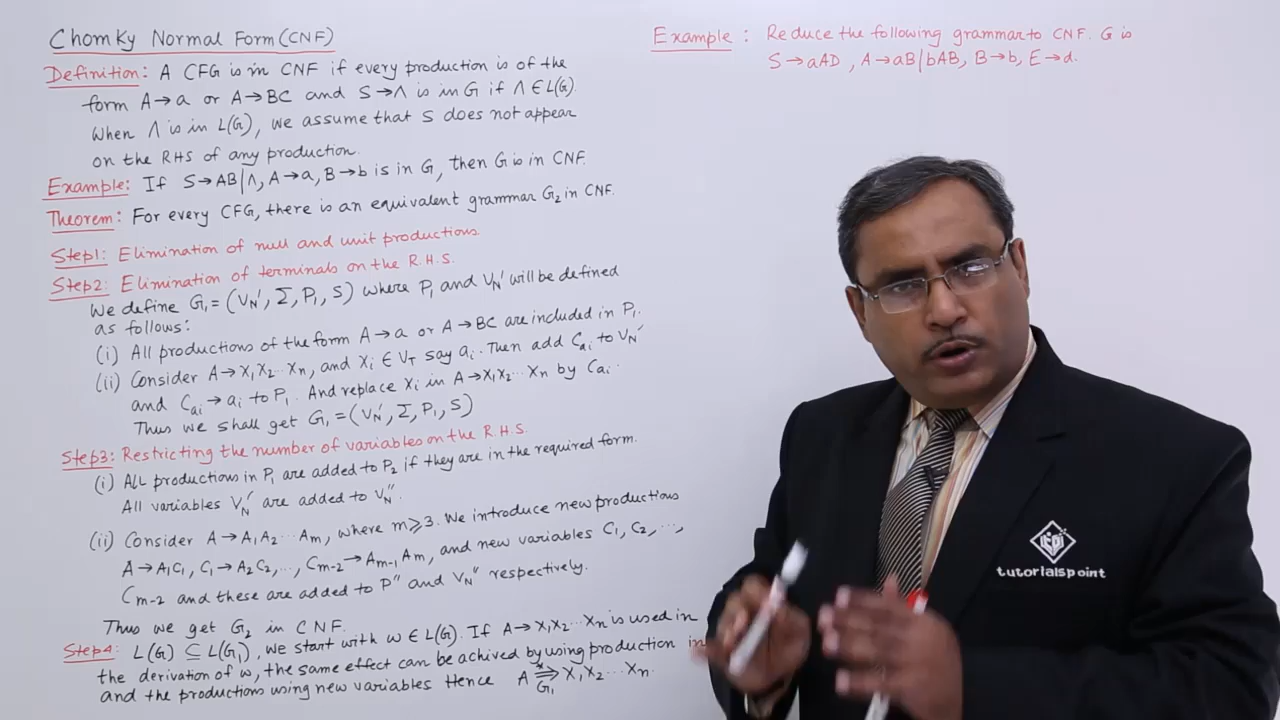 Chomky Normal Form (CNF)
Definition: A CFG is in CNF if every production is of the
form A→a or A→BC and S→Λ is in G if Λ∈L(G).
When Λ is in L(G), we assume that S does not appear
on the RHS of any production.
Example: If S→AB|Λ, A→a, B→b is in G, then G is in CNF.
Theorem: For every CFG, there is an equivalent grammar G₂ in CNF.
Step1: Elimination of null and unit productions.
Step2: Elimination of terminals on the R.H.S.
We define G₁=(V_N′, Σ, P₁, S) where P₁ and V_N′ will be defined
as follows:
(i) All productions of the form A→a or A→BC are included in P₁.
(ii) Consider A→X₁X₂...Xn, and Xi ∈ V_T say ai. Then add C_ai to V_N′
and C_ai→ai to P₁. And replace Xi in A→X₁X₂...Xn by C_ai.
Thus we shall get G₁=(V_N′, Σ, P₁, S)
Step3: Restricting the number of variables on the R.H.S.
(i) ALL productions in P₁ are added to P₂ if they are in the required form.
All variables V_N′ are added to V_N″.
(ii) Consider A→A₁A₂...Am, where m⩾3. We introduce new productions
A→A₁C₁, C₁→A₂C₂,..., Cm-2→Am-1Am, and new variables C₁, C₂,...,
Cm-2 and these are added to P″ and V_N″ respectively.
Thus we get G₂ in CNF.
Step4: L(G) ⊆ L(G₁), we start with w∈L(G). If A→X₁X₂...Xn is used in
the derivation of w, the same effect can be achived by using production in
and the productions using new variables Hence A ⇒*G₁ X₁X₂...Xn.
Example: Reduce the following grammar to CNF. G is
S→aAD, A→aB|bAB, B→b, E→d.
tutorialspoint